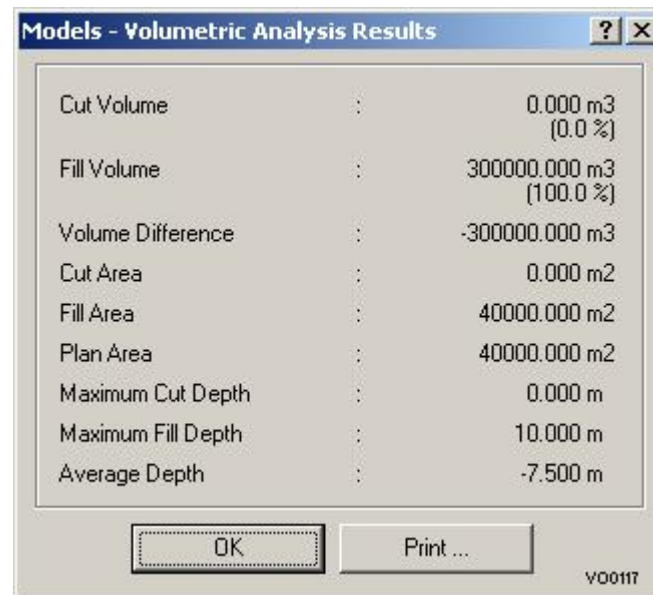 Models - Volumetric Analysis Results
Cut Volume : 0.000 m3
(0.0 %)
Fill Volume : 300000.000 m3
(100.0 %)
Volume Difference : -300000.000 m3
Cut Area : 0.000 m2
Fill Area : 40000.000 m2
Plan Area : 40000.000 m2
Maximum Cut Depth : 0.000 m
Maximum Fill Depth : 10.000 m
Average Depth : -7.500 m
OK Print ...
VO0117